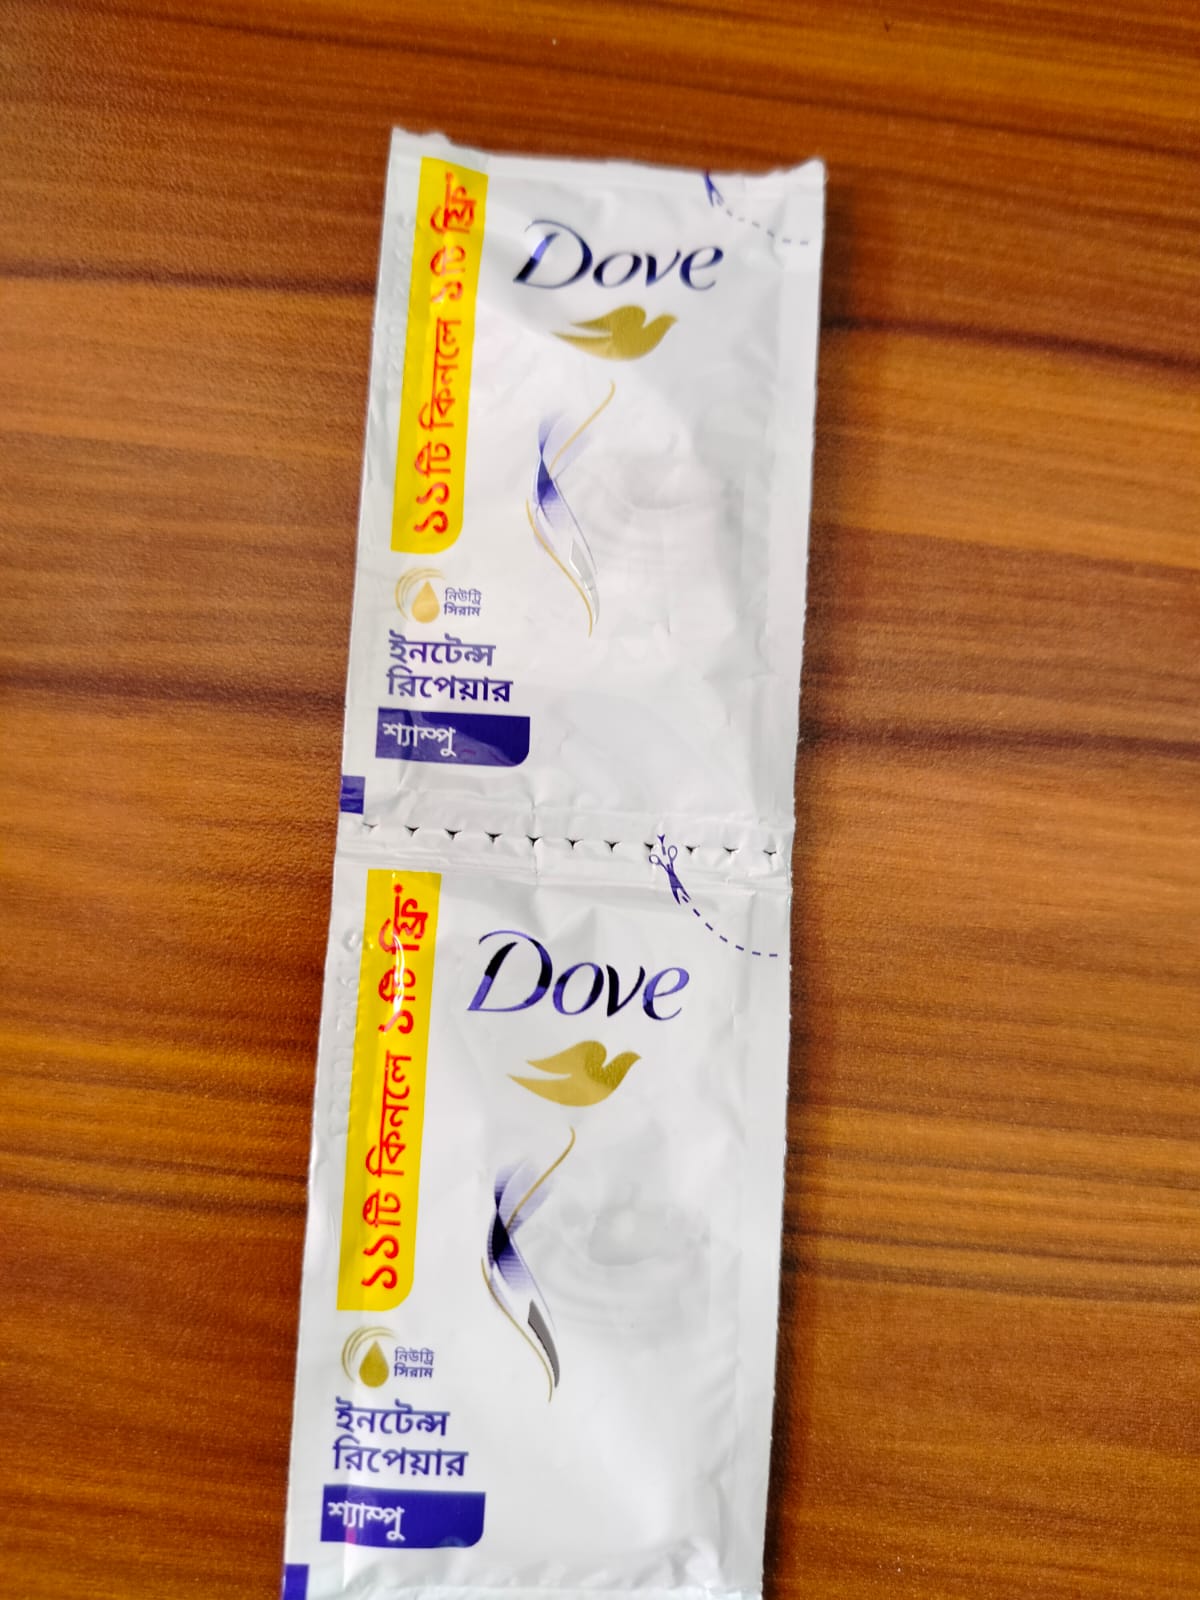 ১১টি কিনলে ১টি ফ্রি*
Dove
নিউট্রি
সিরাম
ইনটেন্স
রিপেয়ার
শ্যাম্পু
১১টি কিনলে ১টি ফ্রি*
Dove
নিউট্রি
সিরাম
ইনটেন্স
রিপেয়ার
শ্যাম্পু